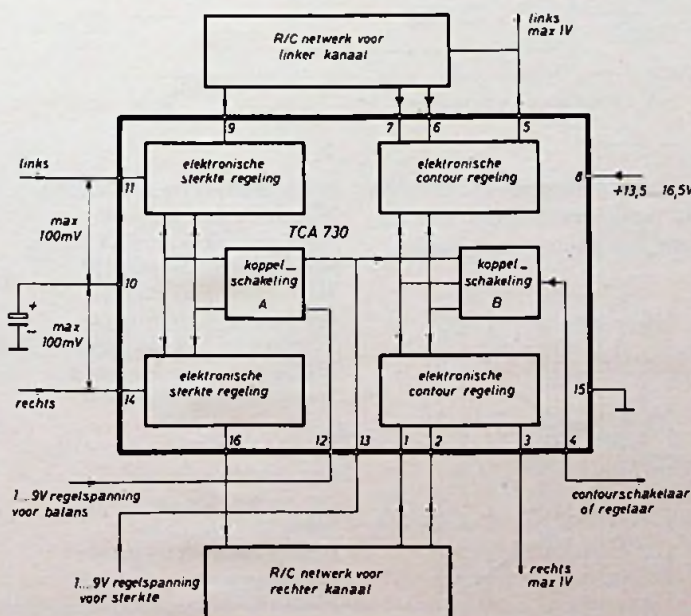 R/C netwerk voor
linker kanaal
links
max 1V
9
7
6
5
elektronische
sterkte regeling
elektronische
contour regeling
links
11
8
+13,5 16,5V
max
100mV
TCA 730
koppel_
schakeling
A
koppel_
schakeling
B
10
+
–
max
100mV
elektronische
sterkte regeling
elektronische
contour regeling
15
14
rechts
16
12
13
1
2
3
4
1...9V regelspanning
voor balans
contourschakelaar
of regelaar
1...9V regelspanning
voor sterkte
R/C netwerk voor
rechter kanaal
rechts
max 1V